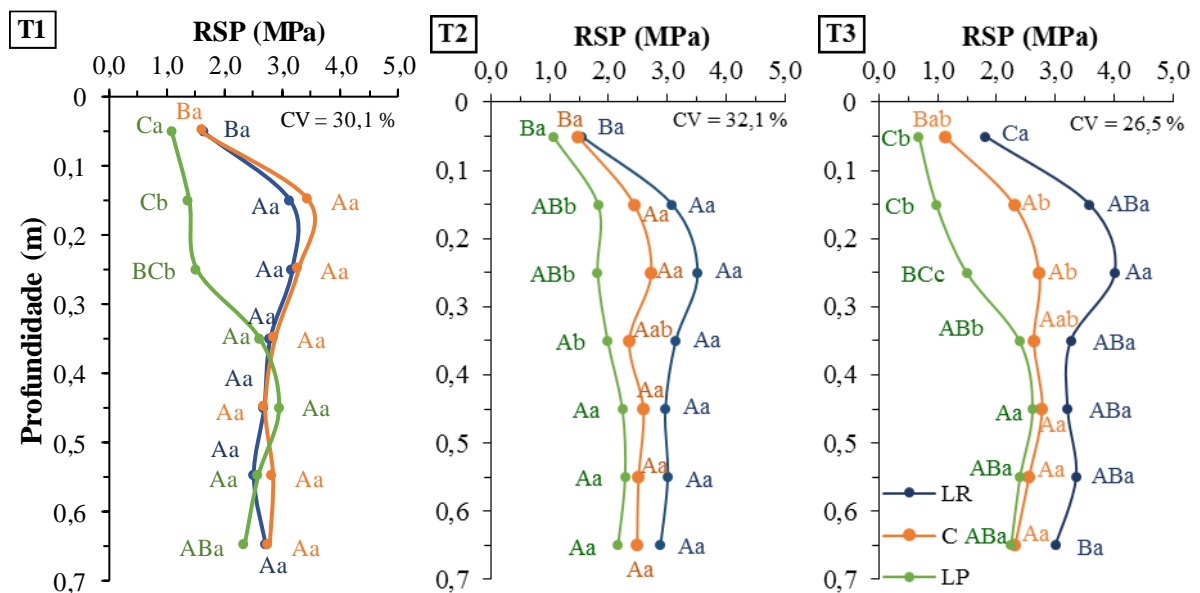 T1
RSP (MPa)
0,0 1,0 2,0 3,0 4,0 5,0
Profundidade (m)
0
0,1
0,2
0,3
0,4
0,5
0,6
0,7
CV = 30,1 %
Ca Ba Ba
Cb Aa Aa
BCb Aa Aa
Aa
Aa Aa
Aa
Aa Aa
Aa
Aa Aa
ABa Aa
Aa
T2
RSP (MPa)
0,0 1,0 2,0 3,0 4,0 5,0
0
0,1
0,2
0,3
0,4
0,5
0,6
0,7
CV = 32,1 %
Ba Ba Ba
ABb Aa Aa
ABb Aa Aa
Ab Aab Aa
Aa Aa Aa
Aa Aa Aa
Aa Aa
Aa
T3
RSP (MPa)
0,0 1,0 2,0 3,0 4,0 5,0
0
0,1
0,2
0,3
0,4
0,5
0,6
0,7
CV = 26,5 %
Cb Bab Ca
Cb Ab ABa
BCc Ab Aa
ABb Aab ABa
Aa Aa ABa
ABa Aa ABa
ABa Aa Ba
LR
C
LP